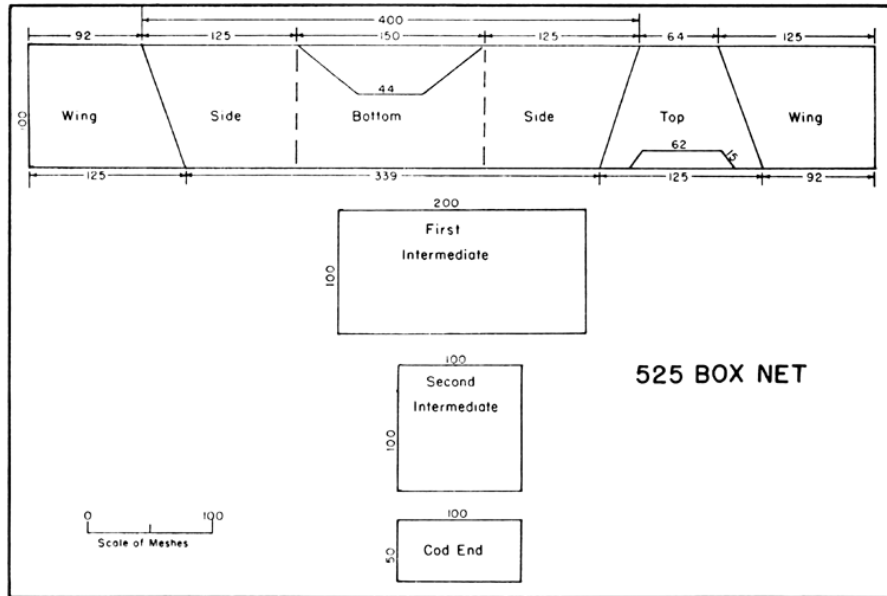 400
92 125 150 125 64 125
44
100
Wing Side Bottom Side Top Wing
62
15
125 339 125 92
200
First
Intermediate
100
100
Second
Intermediate
100
525 BOX NET
0 100
Scale of Meshes
100
Cod End
50